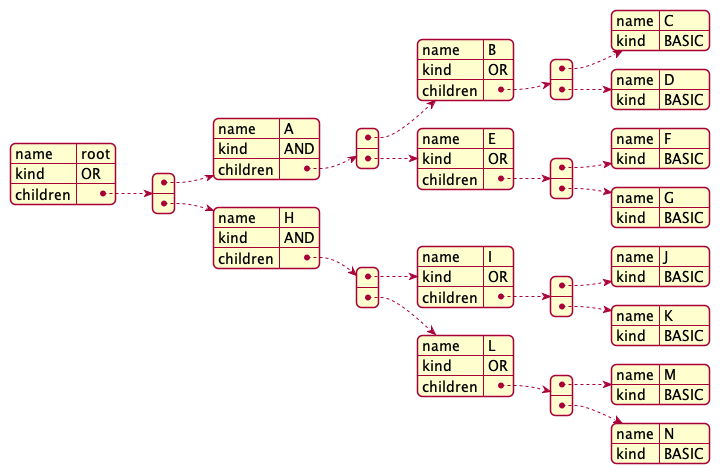 name root
kind OR
children
name A
kind AND
children
name B
kind OR
children
name C
kind BASIC
name D
kind BASIC
name E
kind OR
children
name F
kind BASIC
name G
kind BASIC
name H
kind AND
children
name I
kind OR
children
name J
kind BASIC
name K
kind BASIC
name L
kind OR
children
name M
kind BASIC
name N
kind BASIC